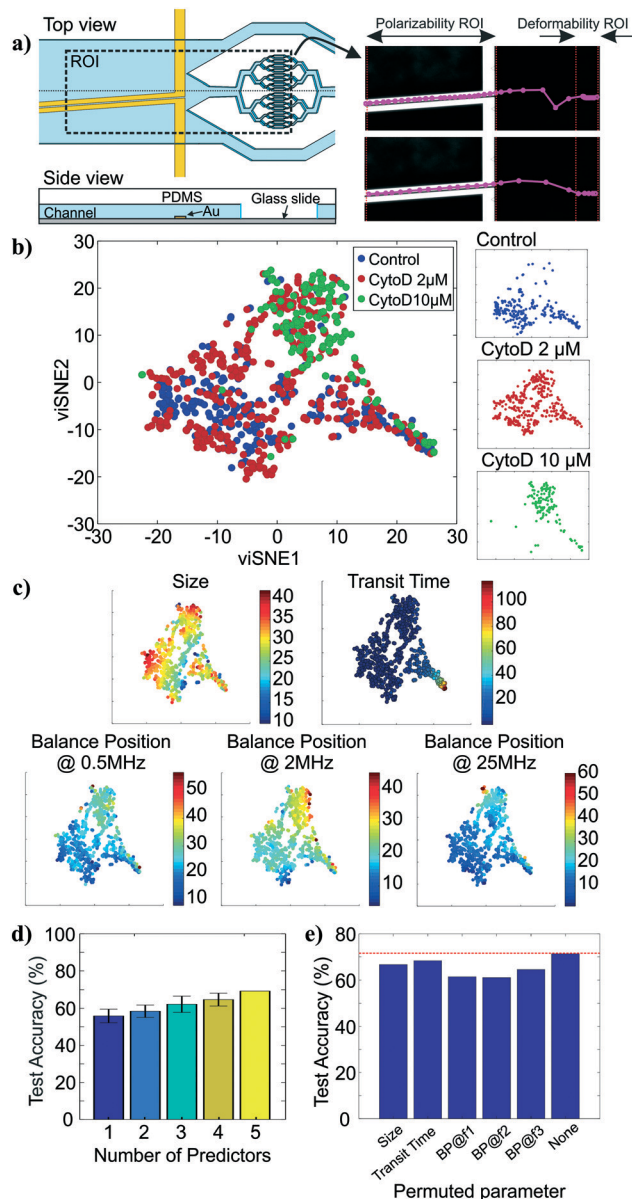 a)
Top view
ROI
Polarizability ROI
Deformability ROI
Side view
PDMS
Glass slide
Channel
Au
b)
30
20
10
0
-10
-20
-30
-30
-20
-10
0
10
20
30
viSNE2
viSNE1
Control
CytoD 2μM
CytoD10μM
Control
CytoD 2 μM
CytoD 10 μM
c)
Size
40
35
30
25
20
15
10
Transit Time
100
80
60
40
20
Balance Position
@ 0.5MHz
50
40
30
20
10
Balance Position
@ 2MHz
40
30
20
10
Balance Position
@ 25MHz
60
50
40
30
20
10
d)
Test Accuracy (%)
100
80
60
40
20
0
1
2
3
4
5
Number of Predictors
e)
Test Accuracy (%)
80
60
40
20
0
Size
Transit Time
BP@f1
BP@f2
BP@f3
None
Permuted parameter